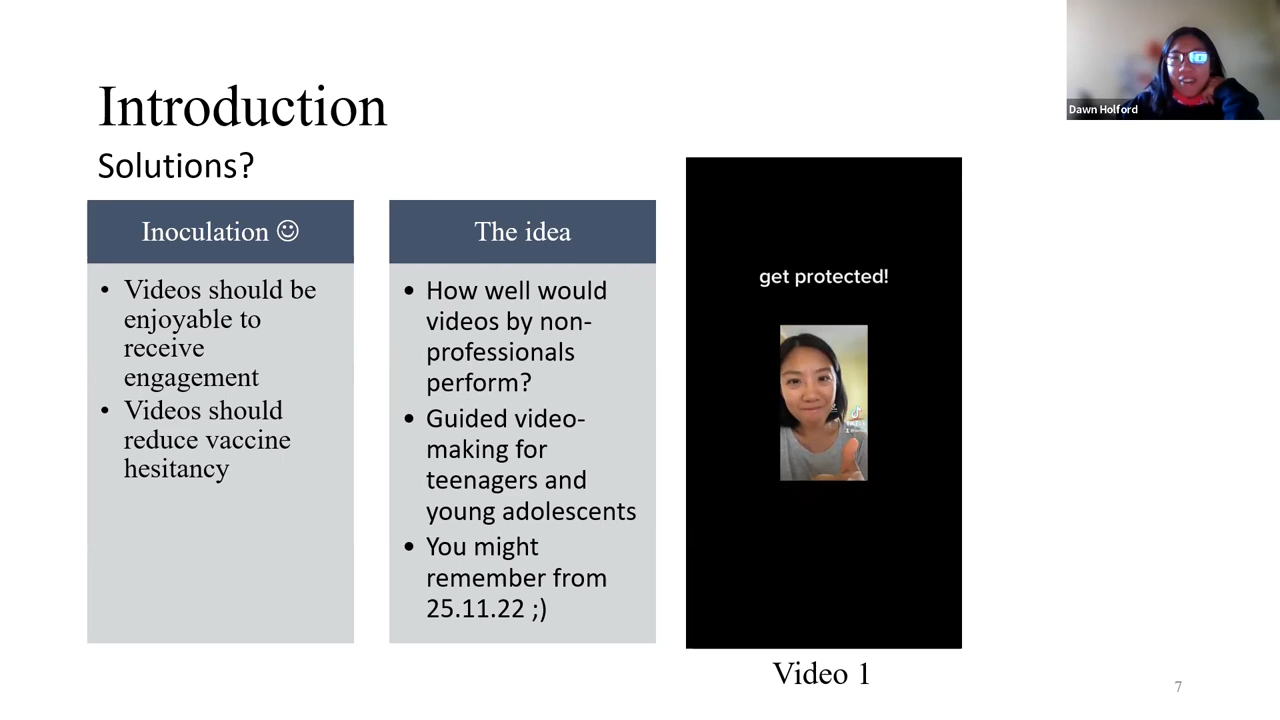 Introduction
Solutions?
Inoculation ☺
• Videos should be
enjoyable to
receive
engagement
• Videos should
reduce vaccine
hesitancy
The idea
• How well would
videos by non-
professionals
perform?
• Guided video-
making for
teenagers and
young adolescents
• You might
remember from
25.11.22 ;)
get protected!
Video 1
Dawn Holford
7